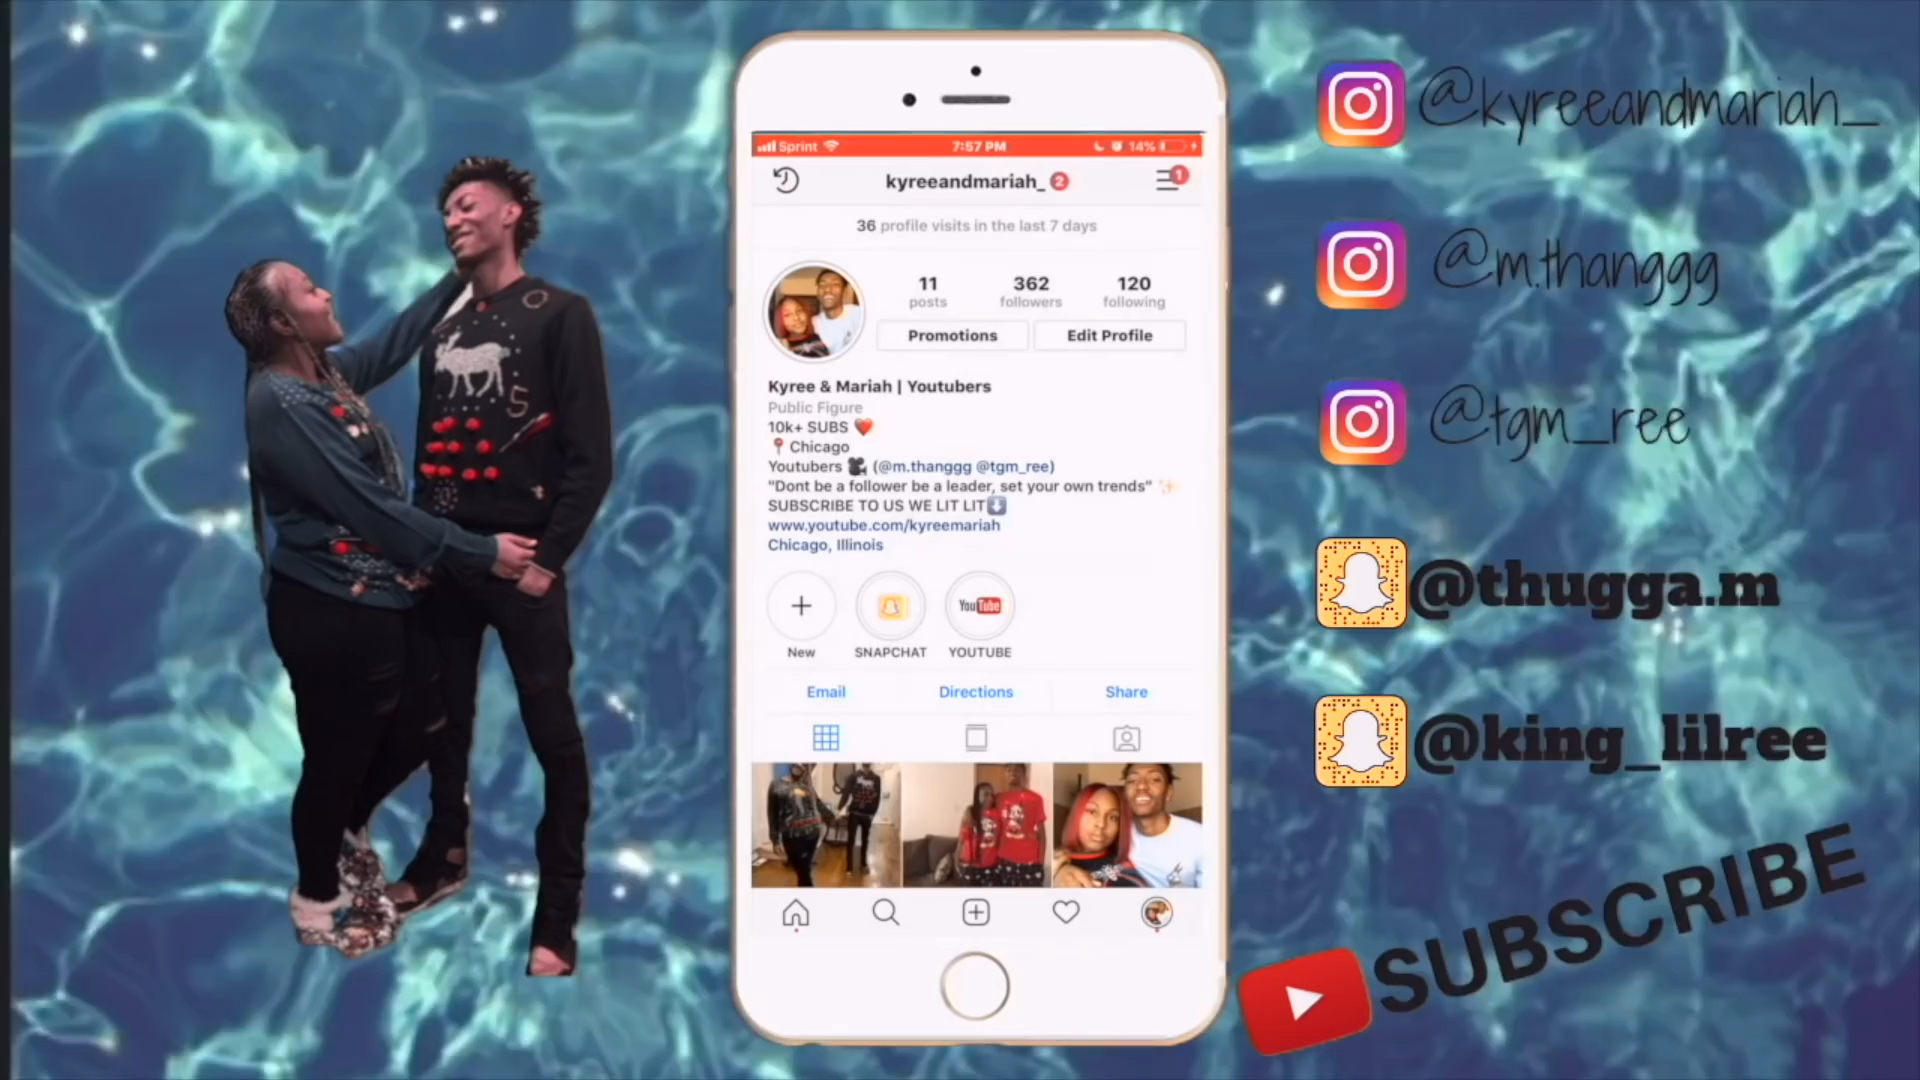 Sprint 7:57 PM 14%
kyreeandmariah_ 2 1
36 profile visits in the last 7 days
11 362 120
posts followers following
Promotions Edit Profile
Kyree & Mariah | Youtubers
Public Figure
10k+ SUBS ❤️
📍 Chicago
Youtubers 🎥 (@m.thanggg @tgm_ree)
"Dont be a follower be a leader, set your own trends" ✨
SUBSCRIBE TO US WE LIT LIT⬇️
www.youtube.com/kyreemariah
Chicago, Illinois
YouTube
New SNAPCHAT YOUTUBE
Email Directions Share
@kyreeandmariah_
@m.thanggg
@tgm_ree
@thugga.m
@king_lilree
SUBSCRIBE